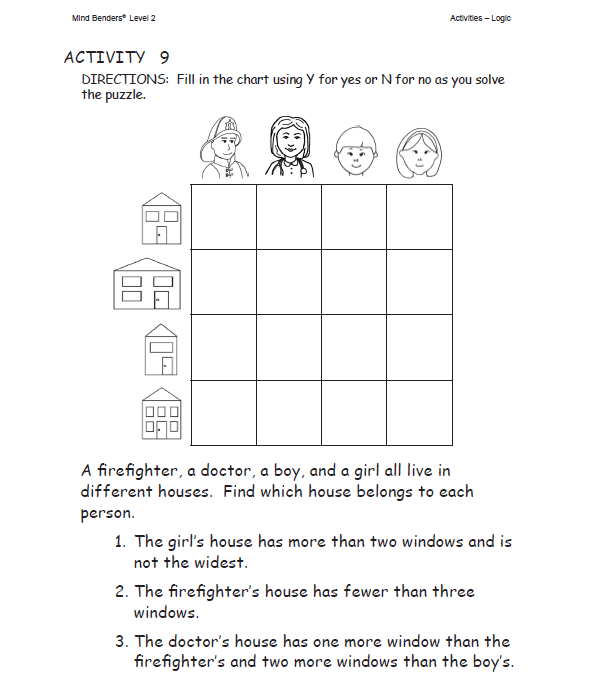 Mind Benders® Level 2
Activities – Logic
ACTIVITY 9
DIRECTIONS: Fill in the chart using Y for yes or N for no as you solve
the puzzle.
A firefighter, a doctor, a boy, and a girl all live in
different houses. Find which house belongs to each
person.
1. The girl's house has more than two windows and is
not the widest.
2. The firefighter's house has fewer than three
windows.
3. The doctor's house has one more window than the
firefighter's and two more windows than the boy's.